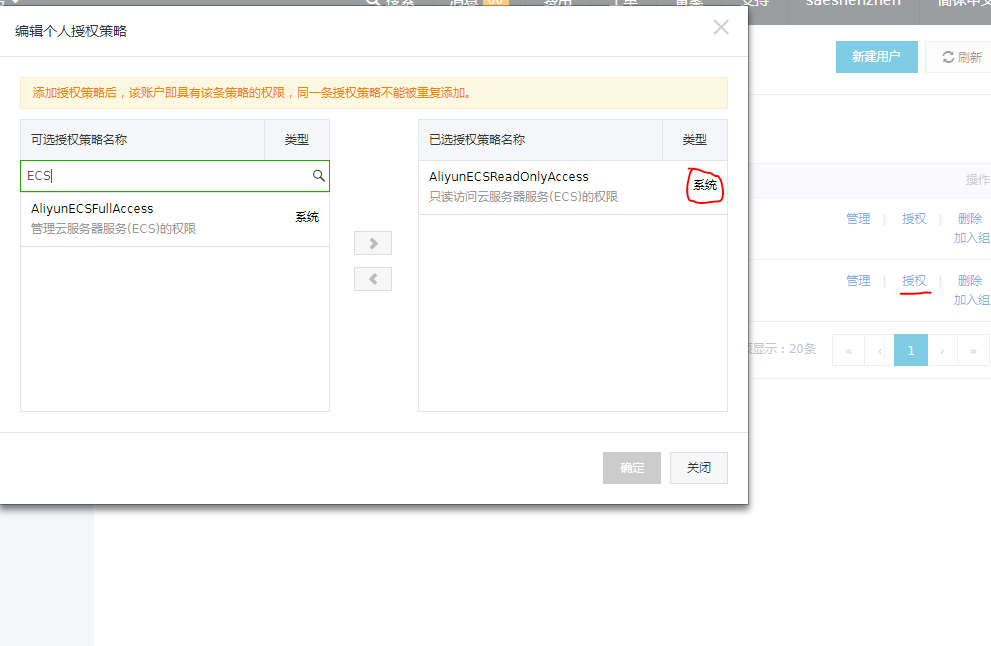 搜索 消息 66 费用 工单 备案 支持 saeshenzhen 简体中文
编辑个人授权策略
新建用户 刷新
添加授权策略后，该账户即具有该条策略的权限，同一条授权策略不能被重复添加。
可选授权策略名称 类型
已选授权策略名称 类型
ECS
AliyunECSFullAccess 系统
管理云服务器服务(ECS)的权限
AliyunECSReadOnlyAccess 系统
只读访问云服务器服务(ECS)的权限
操作
管理 | 授权 | 删除
加入组
管理 | 授权 | 删除
加入组
显示：20条 « ‹ 1 › »
确定 关闭